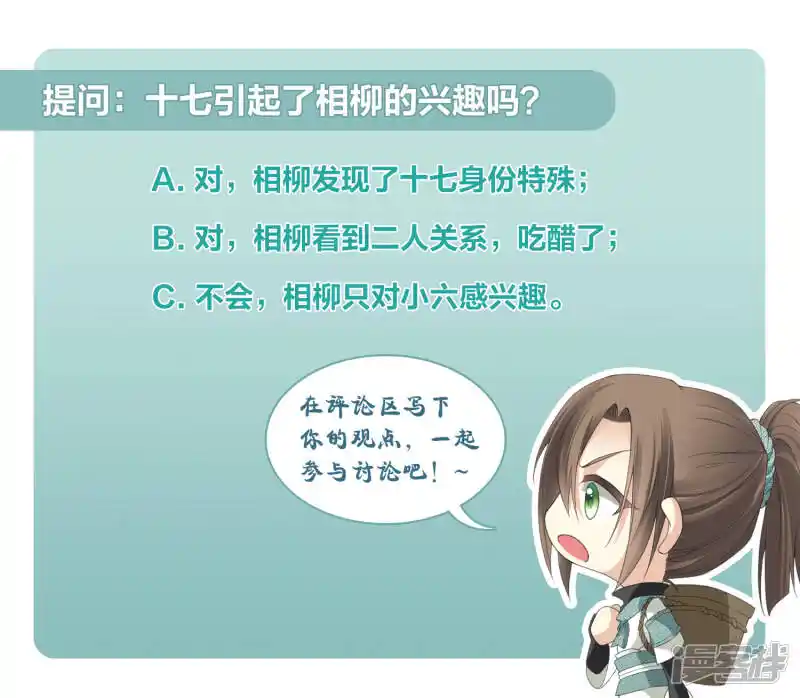 提问：十七引起了相柳的兴趣吗？
A. 对，相柳发现了十七身份特殊；
B. 对，相柳看到二人关系，吃醋了；
C. 不会，相柳只对小六感兴趣。
在评论区写下
你的观点，一起
参与讨论吧！~
漫客栈